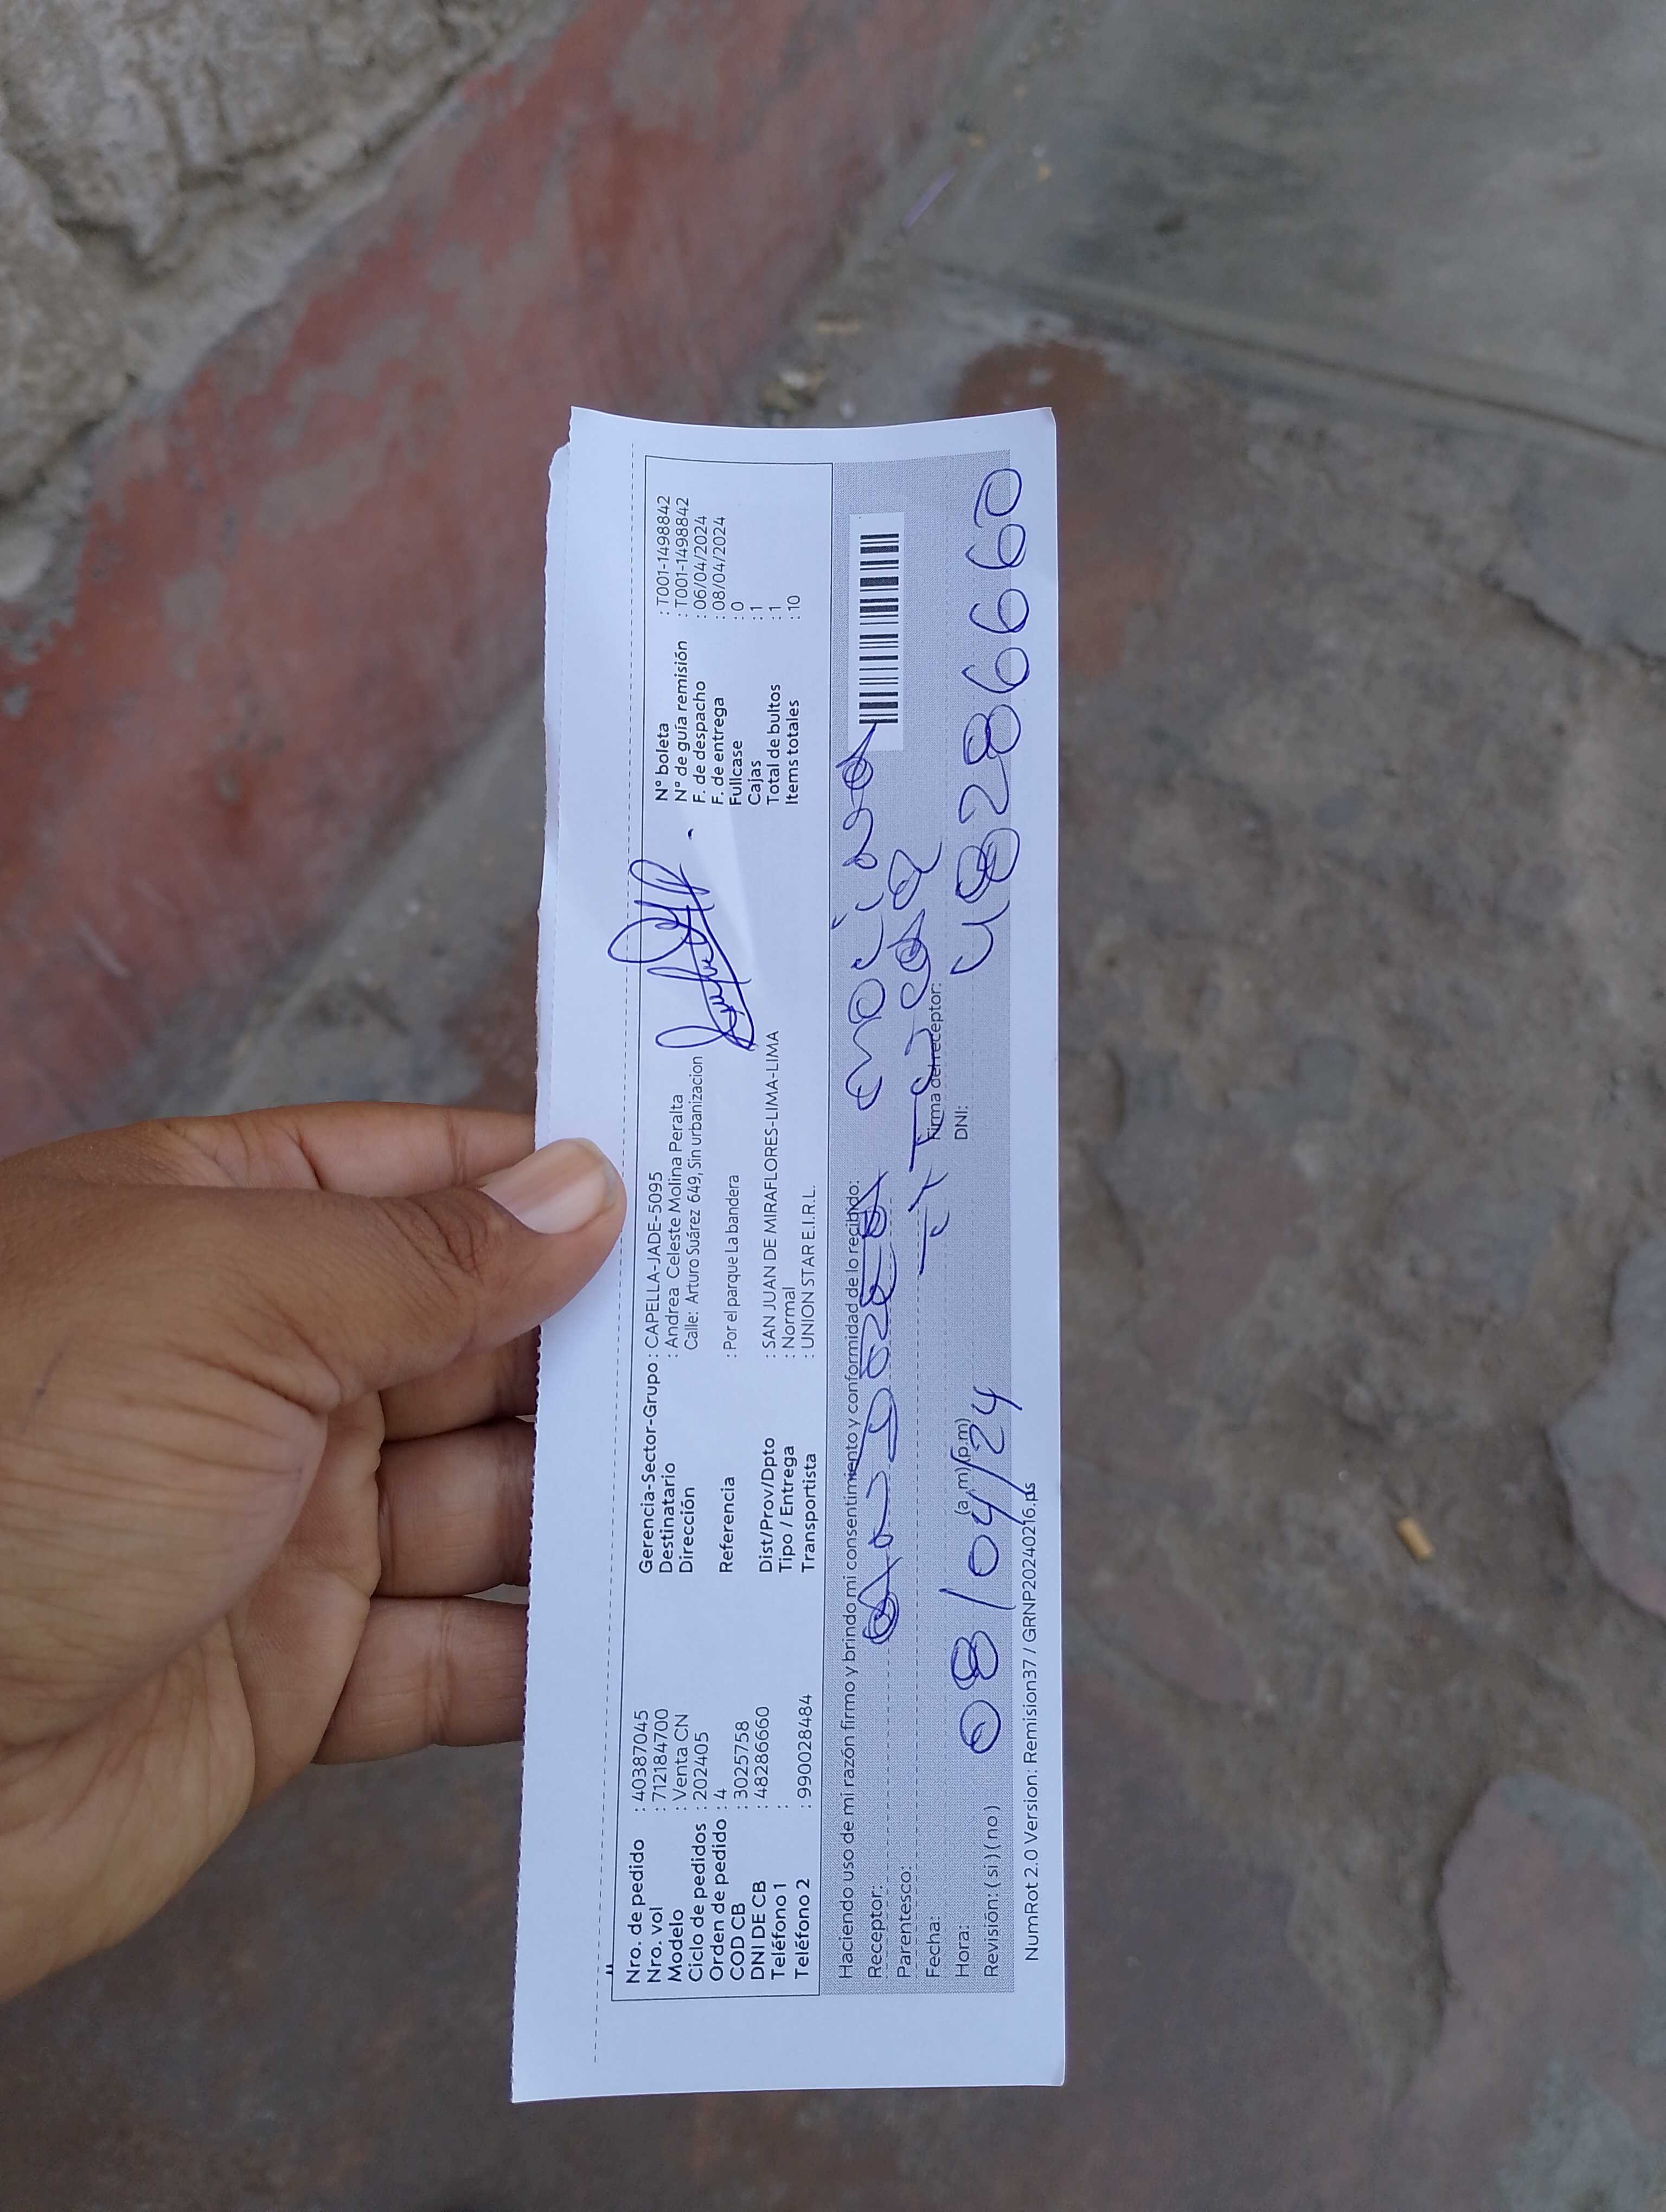 Nro. de pedido : 40387045
Nro. vol : 712184700
Modelo : Venta CN
Ciclo de pedidos : 202405
Orden de pedido : 4
COD CB : 3025758
DNI DE CB : 48286660
Teléfono 1 :
Teléfono 2 : 990028484
Gerencia-Sector-Grupo : CAPELLA-JADE-5095
Destinatario : Andrea Celeste Molina Peralta
Dirección Calle: Arturo Suárez 649, Sin urbanizacion
Referencia : Por el parque La bandera
Dist/Prov/Dpto : SAN JUAN DE MIRAFLORES-LIMA-LIMA
Tipo / Entrega : Normal
Transportista : UNION STAR E.I.R.L.
N° boleta : T001-1498842
N° de guía remisión : T001-1498842
F. de despacho : 06/04/2024
F. de entrega : 08/04/2024
Fullcase : 0
Cajas : 1
Total de bultos : 1
Items totales : 10
Haciendo uso de mi razón firmo y brindo mi consentimiento y conformidad de lo recibido:
Receptor:
Parentesco:
Fecha:
Firma del receptor:
Hora: 08/04/24 (a.m)/(p.m)
DNI: 48286660
Revisión: ( si ) ( no )
NumRot 2.0 Version: Remision37 / GRNP20240216.ps